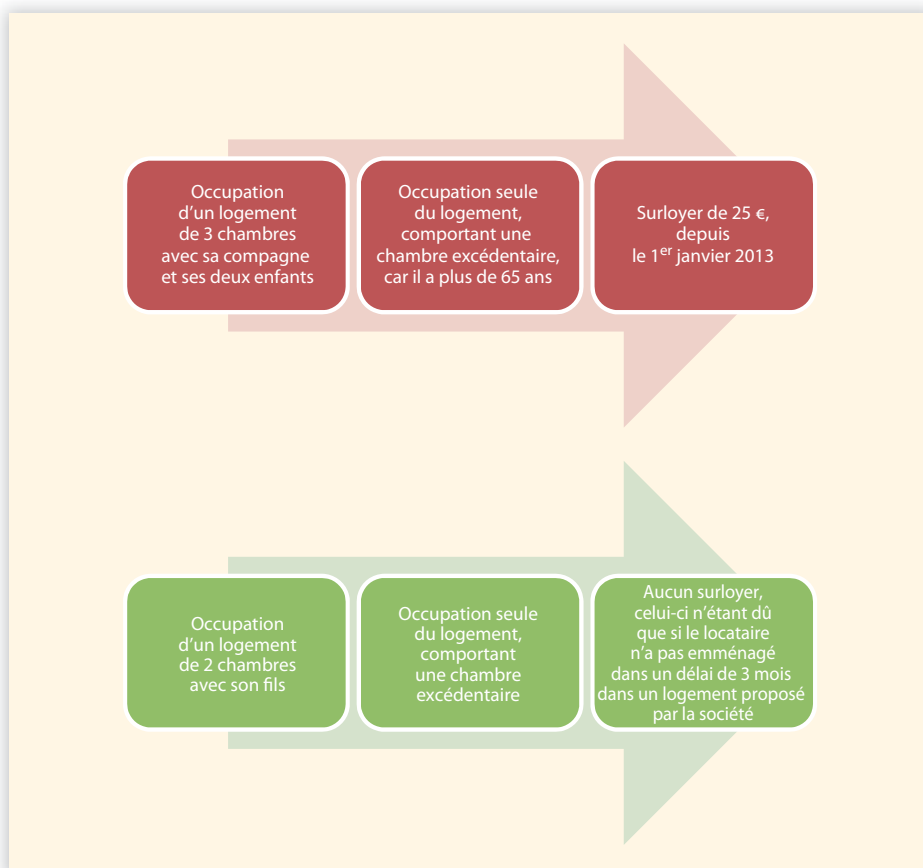 Occupation
d'un logement
de 3 chambres
avec sa compagne
et ses deux enfants
Occupation seule
du logement,
comportant une
chambre excédentaire,
car il a plus de 65 ans
Surloyer de 25 €,
depuis
le 1er janvier 2013
Occupation
d'un logement
de 2 chambres
avec son fils
Occupation seule
du logement,
comportant
une chambre
excédentaire
Aucun surloyer,
celui-ci n'étant dû
que si le locataire
n'a pas emménagé
dans un délai de 3 mois
dans un logement proposé
par la société